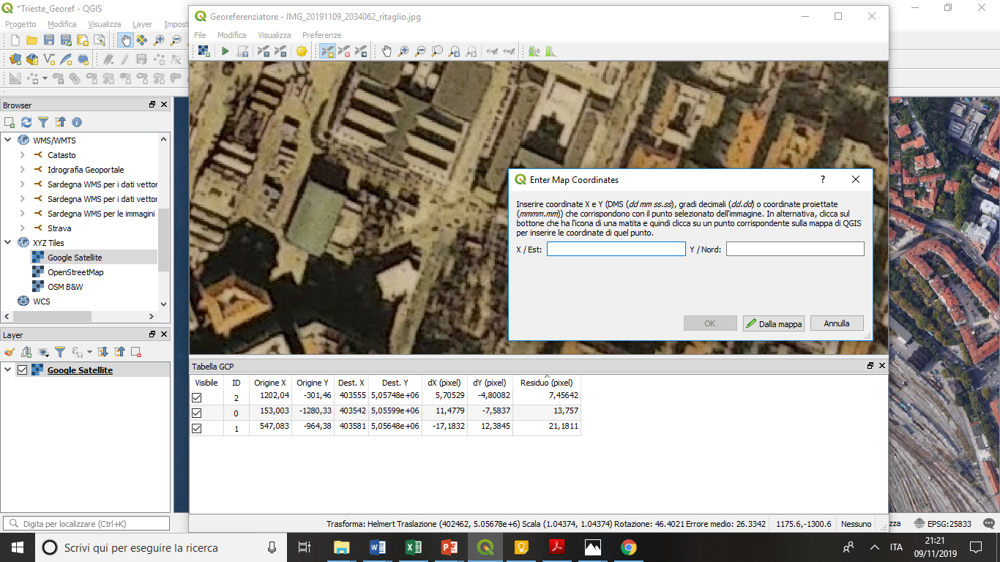 *Trieste_Georef - QGIS
Progetto Modifica Visualizza Layer Impost
Georeferenziatore - IMG_20191109_2034062_ritaglio.jpg
File Modifica Visualizza Preferenze
Browser
WMS/WMTS
Catasto
Idrografia Geoportale
Sardegna WMS per i dati vettor
Sardegna WMS per i dati vettor
Sardegna WMS per le immagini
Strava
XYZ Tiles
Google Satellite
OpenStreetMap
OSM B&W
WCS
Layer
Google Satellite
Enter Map Coordinates
?
Inserire coordinate X e Y (DMS (dd mm ss.ss), gradi decimali (dd.dd) o coordinate proiettate
(mmmm.mm)) che corrispondono con il punto selezionato dell'immagine. In alternativa, clicca sul
bottone che ha l'icona di una matita e quindi clicca su un punto corrispondente sulla mappa di QGIS
per inserire le coordinate di quel punto.
X / Est: Y / Nord:
OK Dalla mappa Annulla
Tabella GCP
Visibile ID Origine X Origine Y Dest. X Dest. Y dX (pixel) dY (pixel) Residuo (pixel)
2 1202,04 -301,46 403555 5,05748e+06 5,70529 -4,80082 7,45642
0 153,003 -1280,33 403542 5,05599e+06 11,4779 -7,5837 13,757
1 547,083 -964,38 403581 5,05648e+06 -17,1832 12,3845 21,1811
Digita per localizzare (Ctrl+K)
Trasforma: Helmert Traslazione (402462, 5.05678e+6) Scala (1.04374, 1.04374) Rotazione: 46.4021 Errore medio: 26.3342 1175.6,-1300.6 Nessuno
zza EPSG:25833
Scrivi qui per eseguire la ricerca
ITA
21:21
09/11/2019